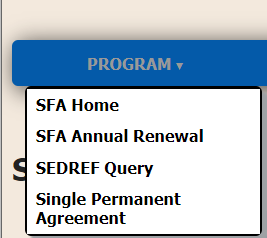 PROGRAM ▾
SFA Home
SFA Annual Renewal
SEDREF Query
Single Permanent
Agreement
S